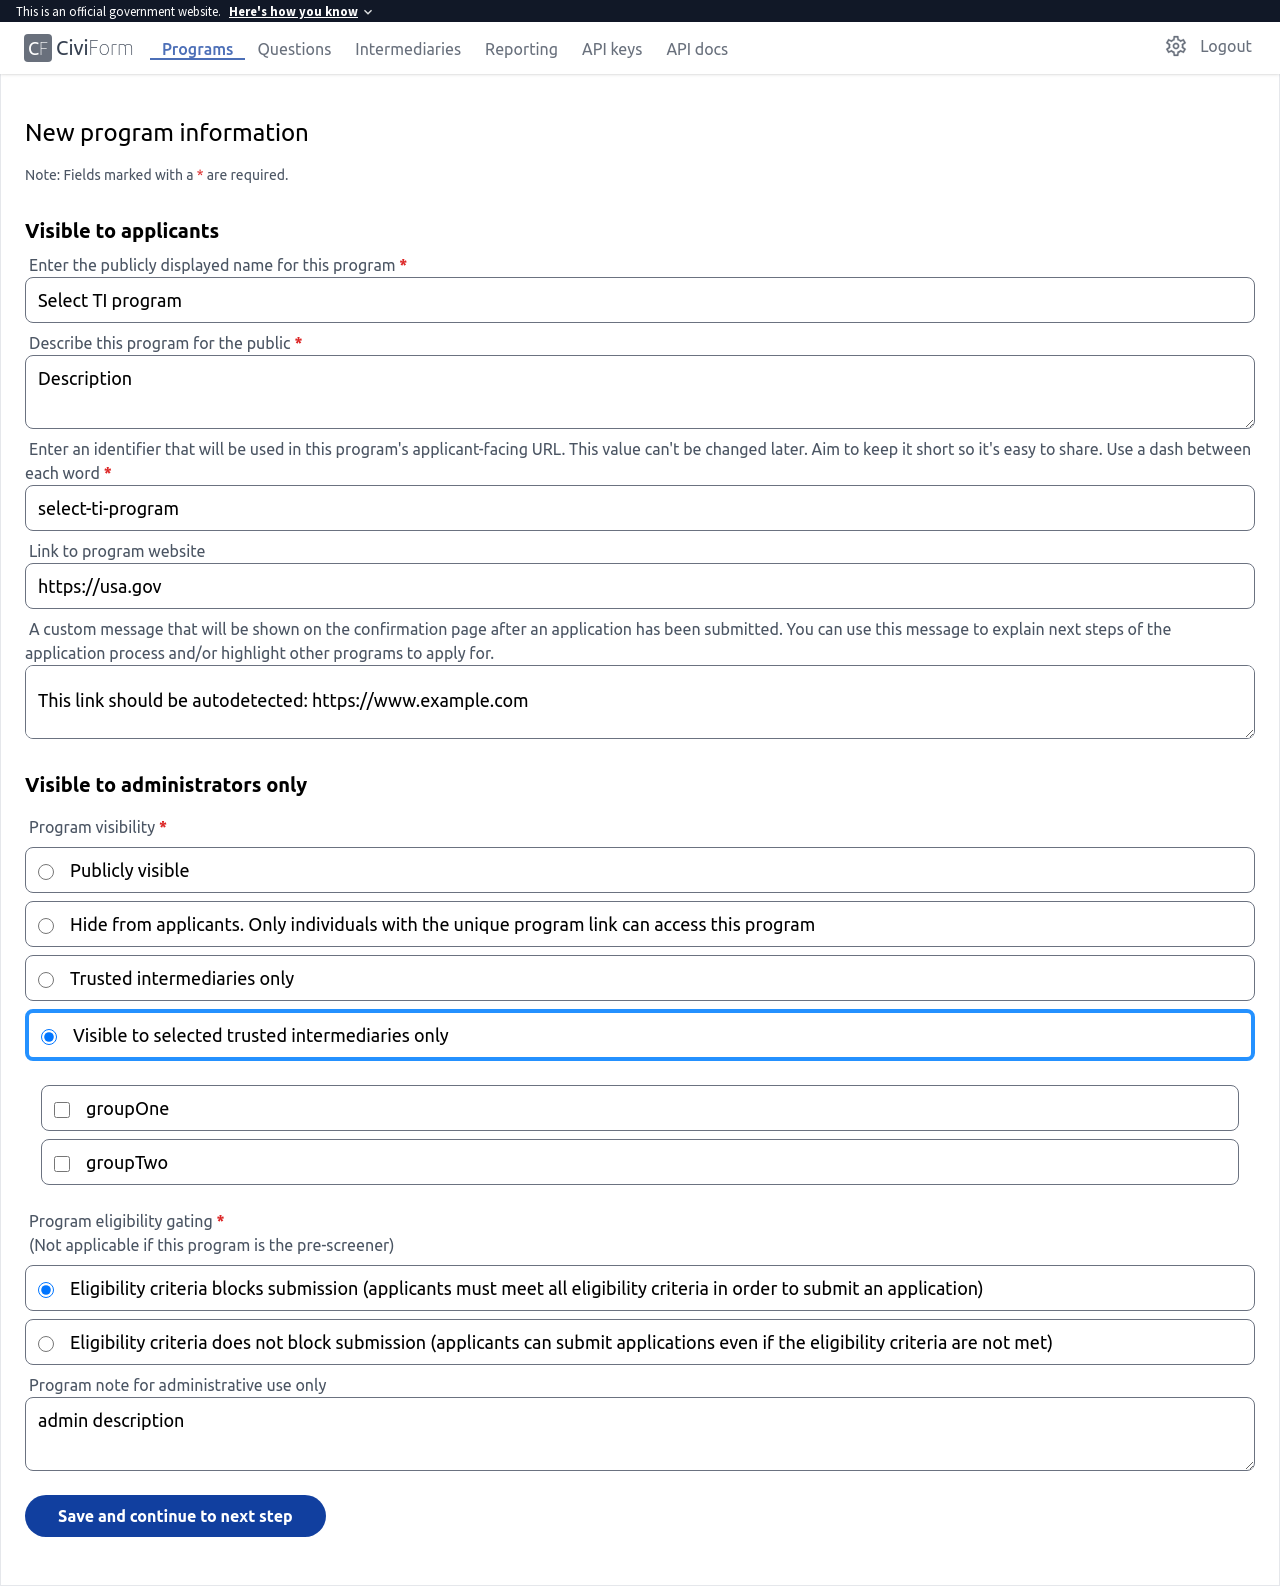 This is an official government website. Here's how you know
CF CiviForm Programs Questions Intermediaries Reporting API keys API docs Logout
New program information
Note: Fields marked with a * are required.
Visible to applicants
Enter the publicly displayed name for this program *
Select TI program
Describe this program for the public *
Description
Enter an identifier that will be used in this program's applicant-facing URL. This value can't be changed later. Aim to keep it short so it's easy to share. Use a dash between
each word *
select-ti-program
Link to program website
https://usa.gov
A custom message that will be shown on the confirmation page after an application has been submitted. You can use this message to explain next steps of the
application process and/or highlight other programs to apply for.
This link should be autodetected: https://www.example.com
Visible to administrators only
Program visibility *
Publicly visible
Hide from applicants. Only individuals with the unique program link can access this program
Trusted intermediaries only
Visible to selected trusted intermediaries only
groupOne
groupTwo
Program eligibility gating *
(Not applicable if this program is the pre-screener)
Eligibility criteria blocks submission (applicants must meet all eligibility criteria in order to submit an application)
Eligibility criteria does not block submission (applicants can submit applications even if the eligibility criteria are not met)
Program note for administrative use only
admin description
Save and continue to next step